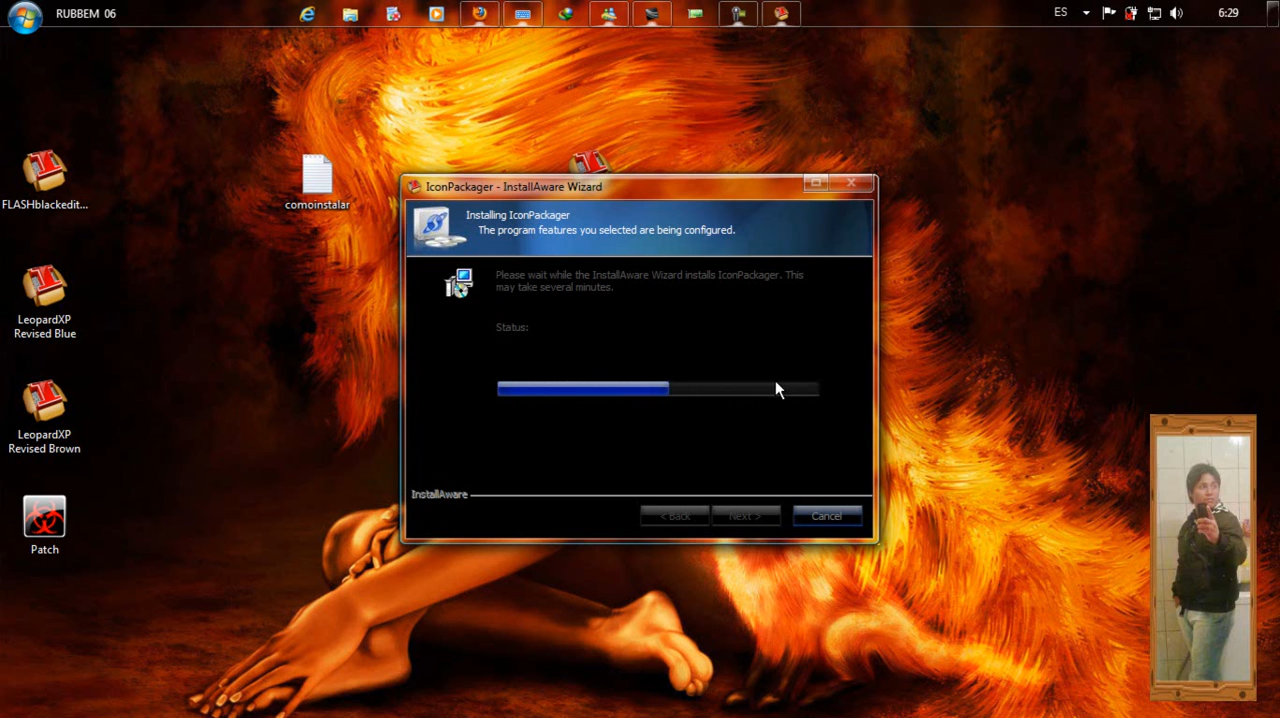 RUBBEM 06
ES
6:29
FLASHblackedit...
comoinstalar
LeopardXP
Revised Blue
LeopardXP
Revised Brown
Patch
IconPackager - InstallAware Wizard
Installing IconPackager
The program features you selected are being configured.
Please wait while the InstallAware Wizard installs IconPackager. This
may take several minutes.
Status:
InstallAware
< Back
Next >
Cancel